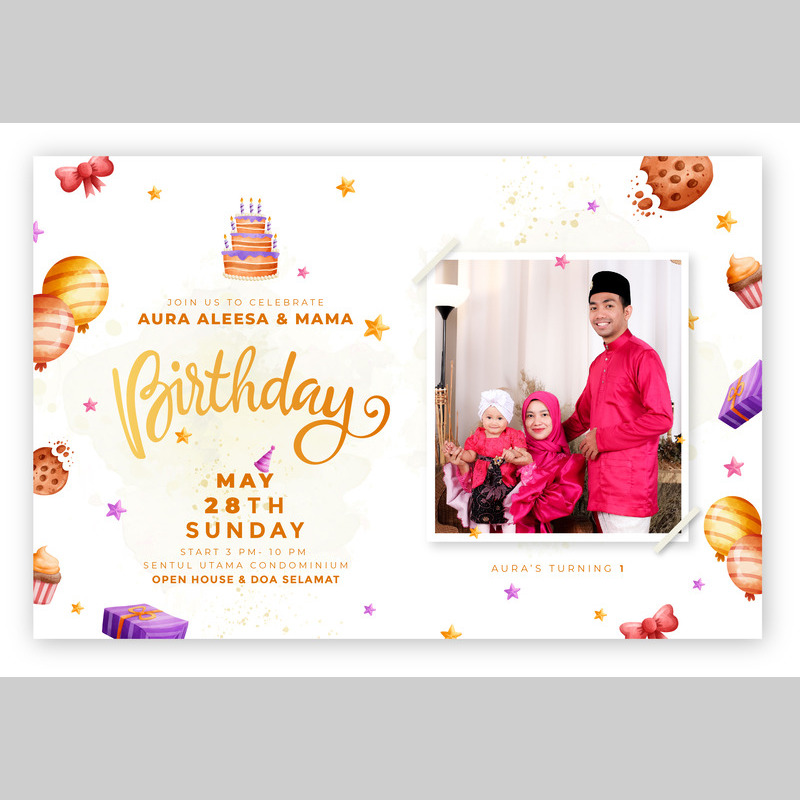 JOIN US TO CELEBRATE
AURA ALEESA & MAMA
Birthday
MAY
28TH
SUNDAY
START 3 PM- 10 PM
SENTUL UTAMA CONDOMINIUM
OPEN HOUSE & DOA SELAMAT
AURA'S TURNING 1